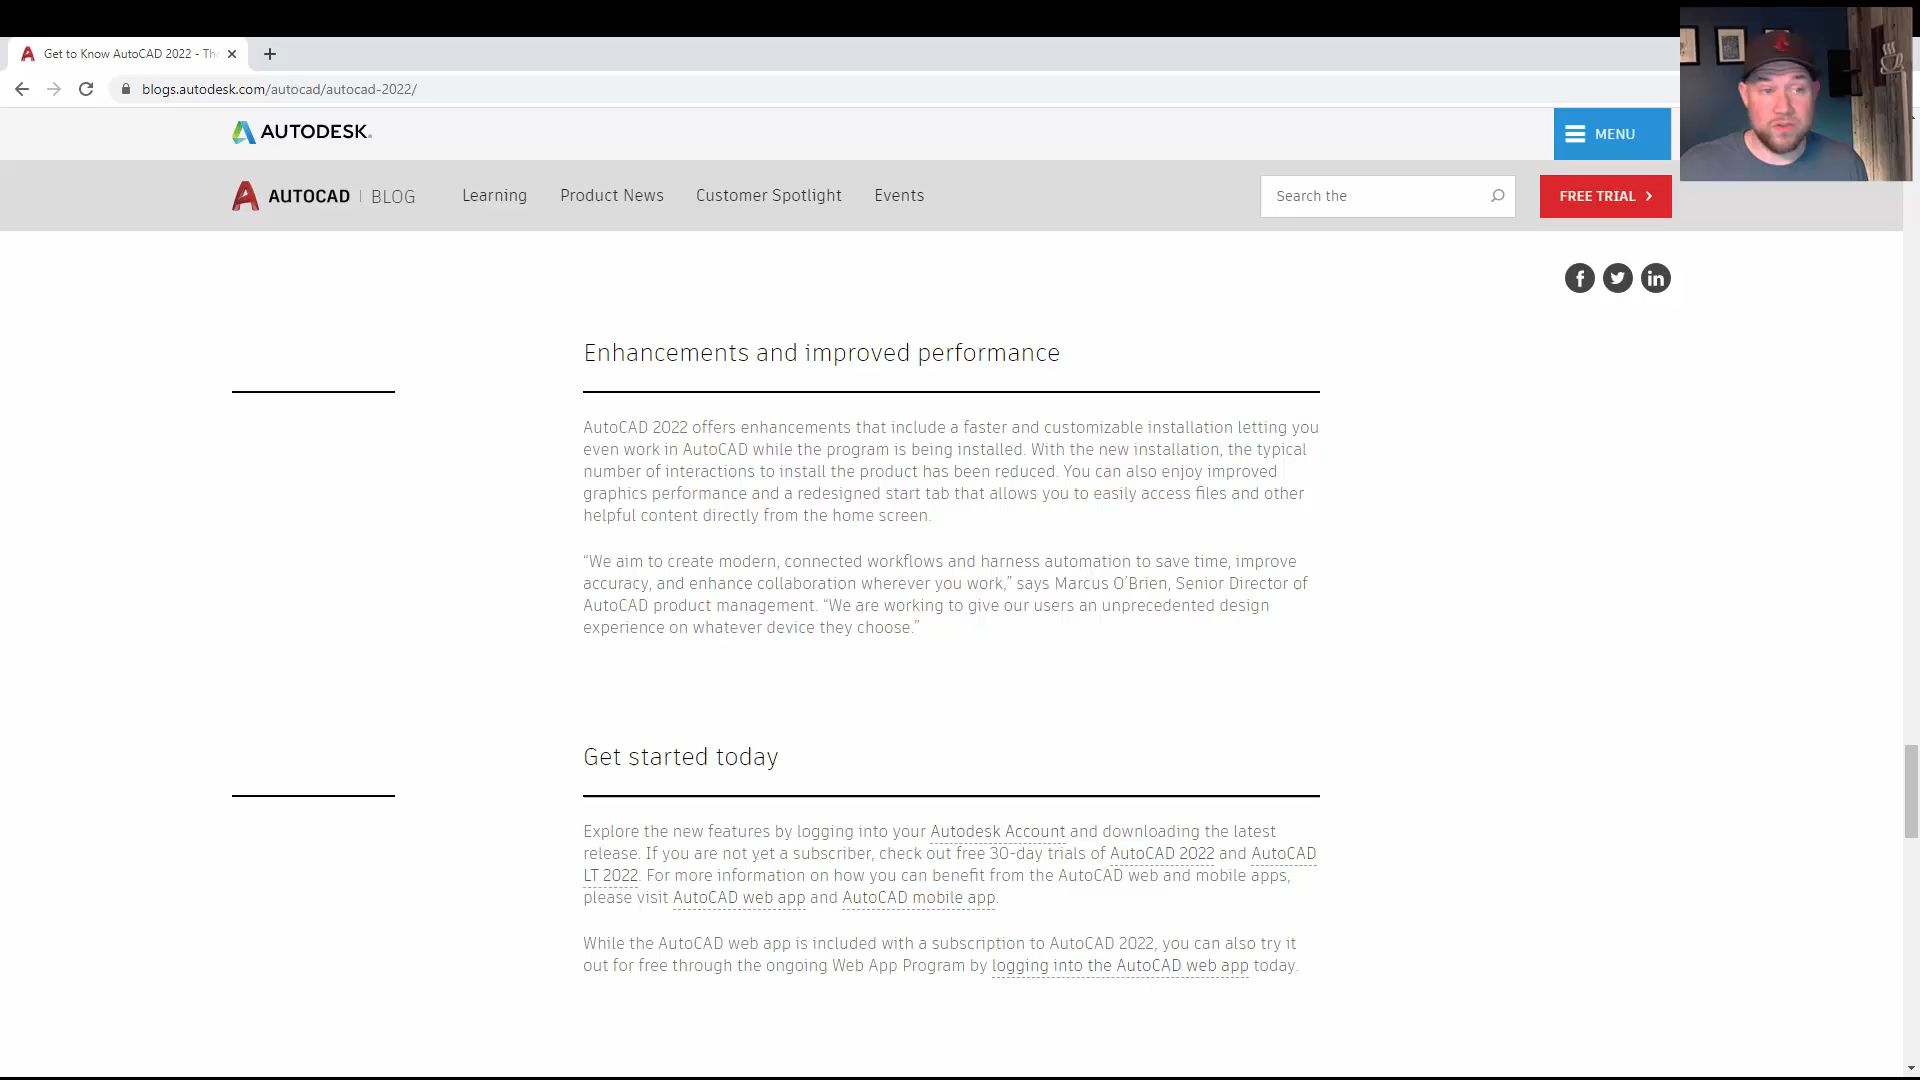 Get to Know AutoCAD 2022 - Th
blogs.autodesk.com/autocad/autocad-2022/
AUTODESK.
MENU
AUTOCAD | BLOG
Learning
Product News
Customer Spotlight
Events
Search the
FREE TRIAL
Enhancements and improved performance
AutoCAD 2022 offers enhancements that include a faster and customizable installation letting you
even work in AutoCAD while the program is being installed. With the new installation, the typical
number of interactions to install the product has been reduced. You can also enjoy improved
graphics performance and a redesigned start tab that allows you to easily access files and other
helpful content directly from the home screen.
“We aim to create modern, connected workflows and harness automation to save time, improve
accuracy, and enhance collaboration wherever you work,” says Marcus O’Brien, Senior Director of
AutoCAD product management. “We are working to give our users an unprecedented design
experience on whatever device they choose.”
Get started today
Explore the new features by logging into your Autodesk Account and downloading the latest
release. If you are not yet a subscriber, check out free 30-day trials of AutoCAD 2022 and AutoCAD
LT 2022. For more information on how you can benefit from the AutoCAD web and mobile apps,
please visit AutoCAD web app and AutoCAD mobile app.
While the AutoCAD web app is included with a subscription to AutoCAD 2022, you can also try it
out for free through the ongoing Web App Program by logging into the AutoCAD web app today.